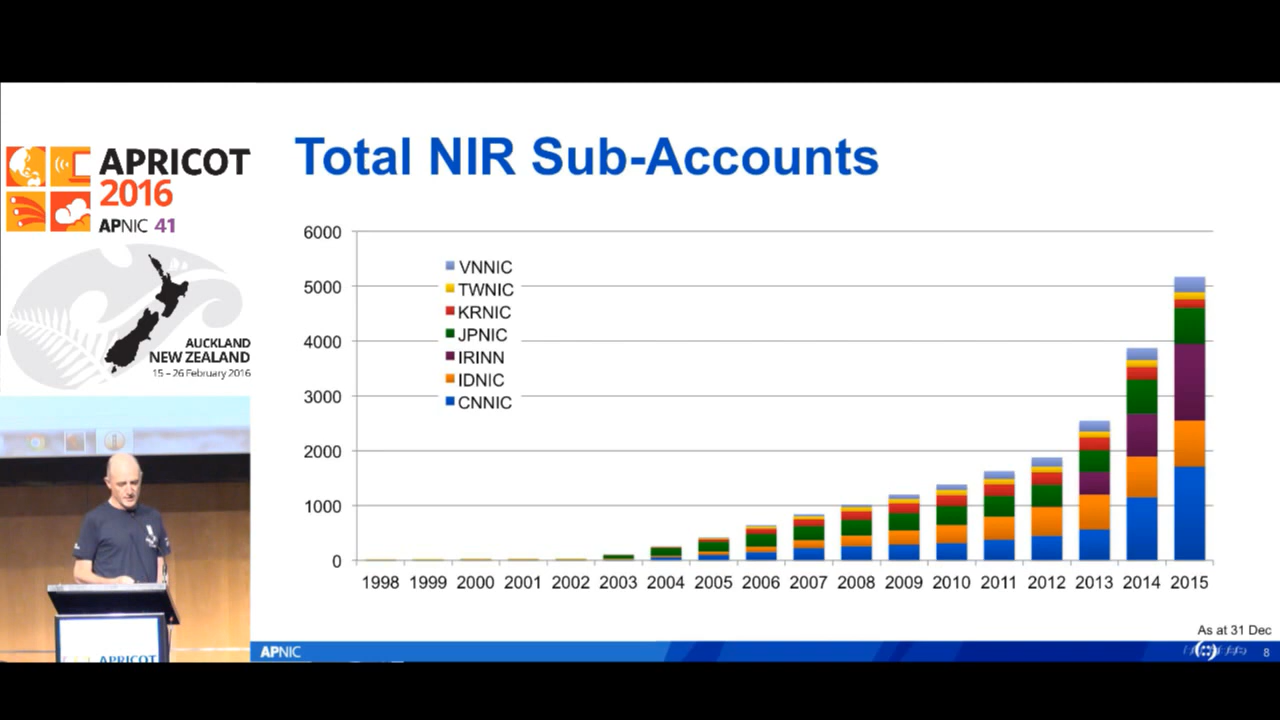 APRICOT
2016
APNIC 41
AUCKLAND
NEW ZEALAND
15 – 26 February 2016
Total NIR Sub-Accounts
6000
5000
4000
3000
2000
1000
0
VNNIC
TWNIC
KRNIC
JPNIC
IRINN
IDNIC
CNNIC
1998 1999 2000 2001 2002 2003 2004 2005 2006 2007 2008 2009 2010 2011 2012 2013 2014 2015
As at 31 Dec
APNIC
8
APRICOT